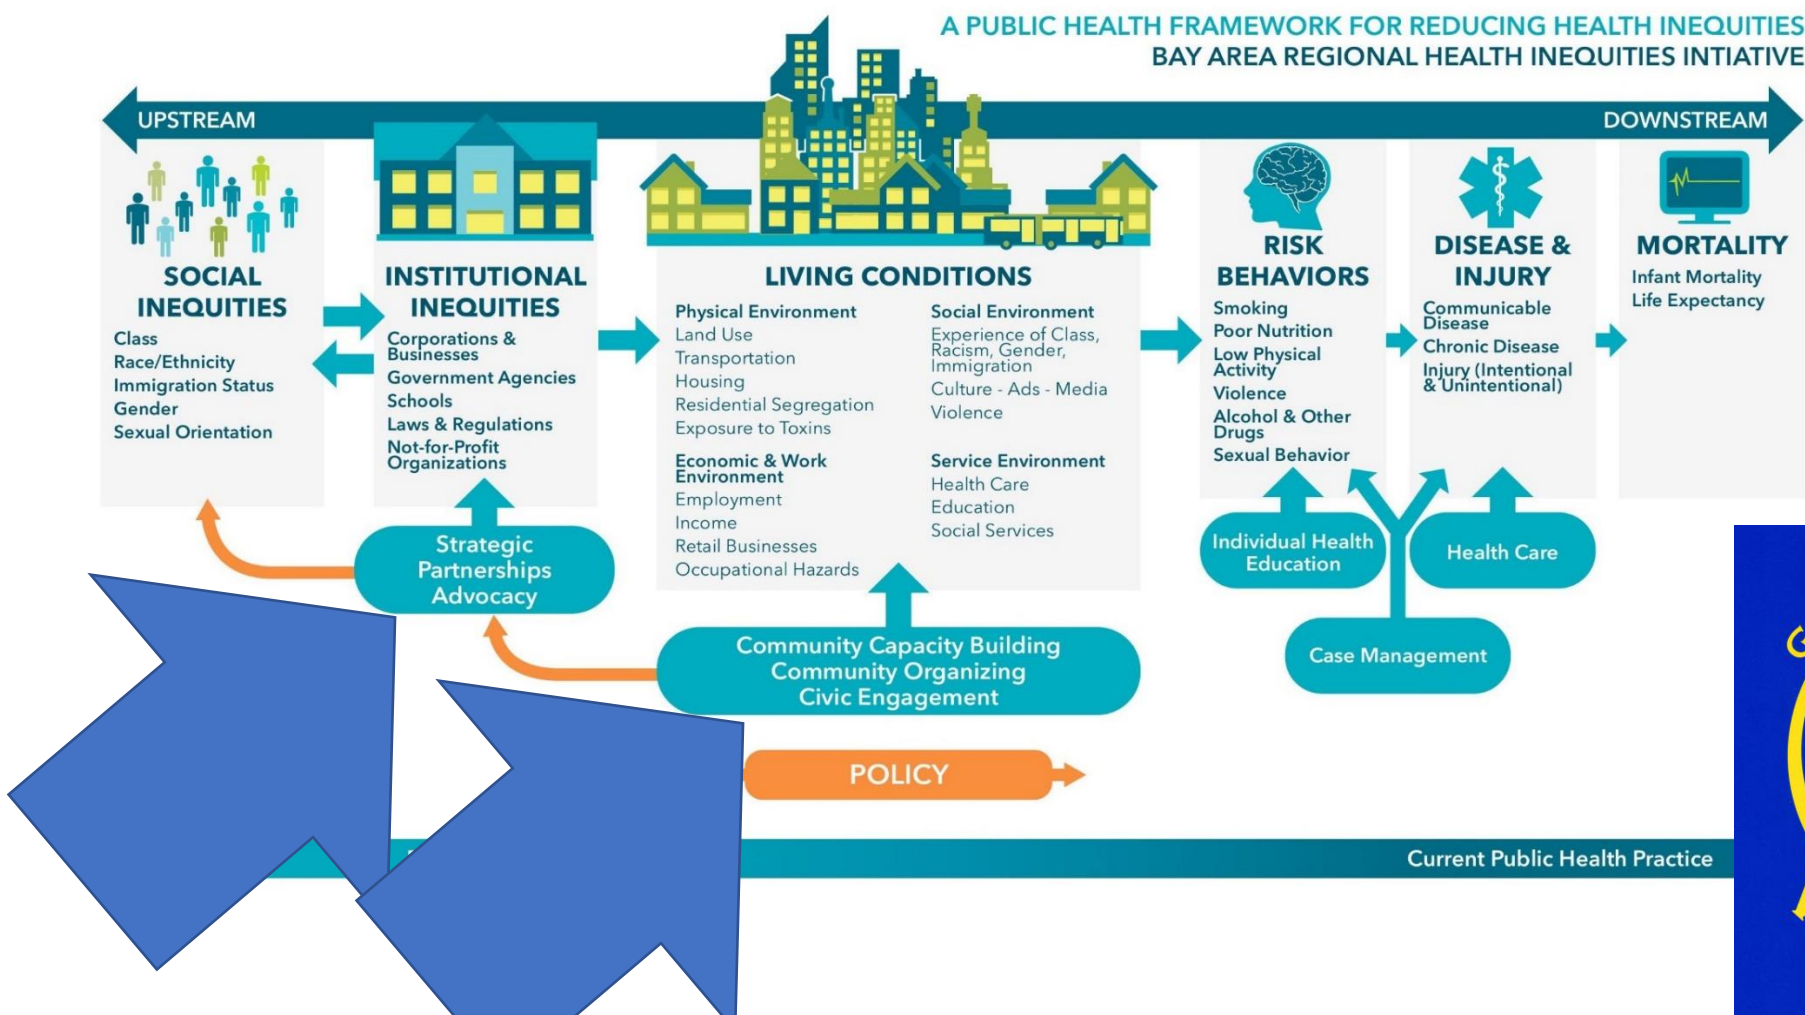 A PUBLIC HEALTH FRAMEWORK FOR REDUCING HEALTH INEQUITIES
BAY AREA REGIONAL HEALTH INEQUITIES INTIATIVE
UPSTREAM
DOWNSTREAM
SOCIAL
INEQUITIES
Class
Race/Ethnicity
Immigration Status
Gender
Sexual Orientation
INSTITUTIONAL
INEQUITIES
Corporations &
Businesses
Government Agencies
Schools
Laws & Regulations
Not-for-Profit
Organizations
LIVING CONDITIONS
Physical Environment
Land Use
Transportation
Housing
Residential Segregation
Exposure to Toxins
Economic & Work
Environment
Employment
Income
Retail Businesses
Occupational Hazards
Social Environment
Experience of Class,
Racism, Gender,
Immigration
Culture - Ads - Media
Violence
Service Environment
Health Care
Education
Social Services
RISK
BEHAVIORS
Smoking
Poor Nutrition
Low Physical
Activity
Violence
Alcohol & Other
Drugs
Sexual Behavior
DISEASE &
INJURY
Communicable
Disease
Chronic Disease
Injury (Intentional
& Unintentional)
MORTALITY
Infant Mortality
Life Expectancy
Strategic
Partnerships
Advocacy
Community Capacity Building
Community Organizing
Civic Engagement
Individual Health
Education
Health Care
Case Management
POLICY
Current Public Health Practice